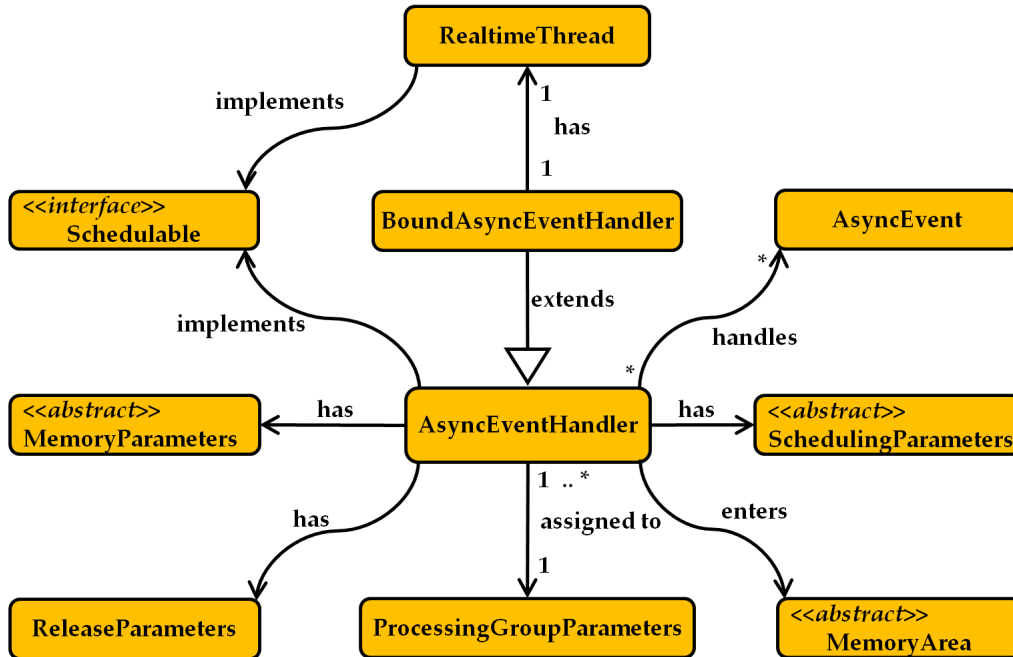 RealtimeThread
implements
1
has
1
<<interface>>
Schedulable
BoundAsyncEventHandler
AsyncEvent
*
extends
implements
handles
*
<<abstract>>
MemoryParameters
has
AsyncEventHandler
has
<<abstract>>
SchedulingParameters
1 .. *
has
assigned to
enters
1
ReleaseParameters
ProcessingGroupParameters
<<abstract>>
MemoryArea